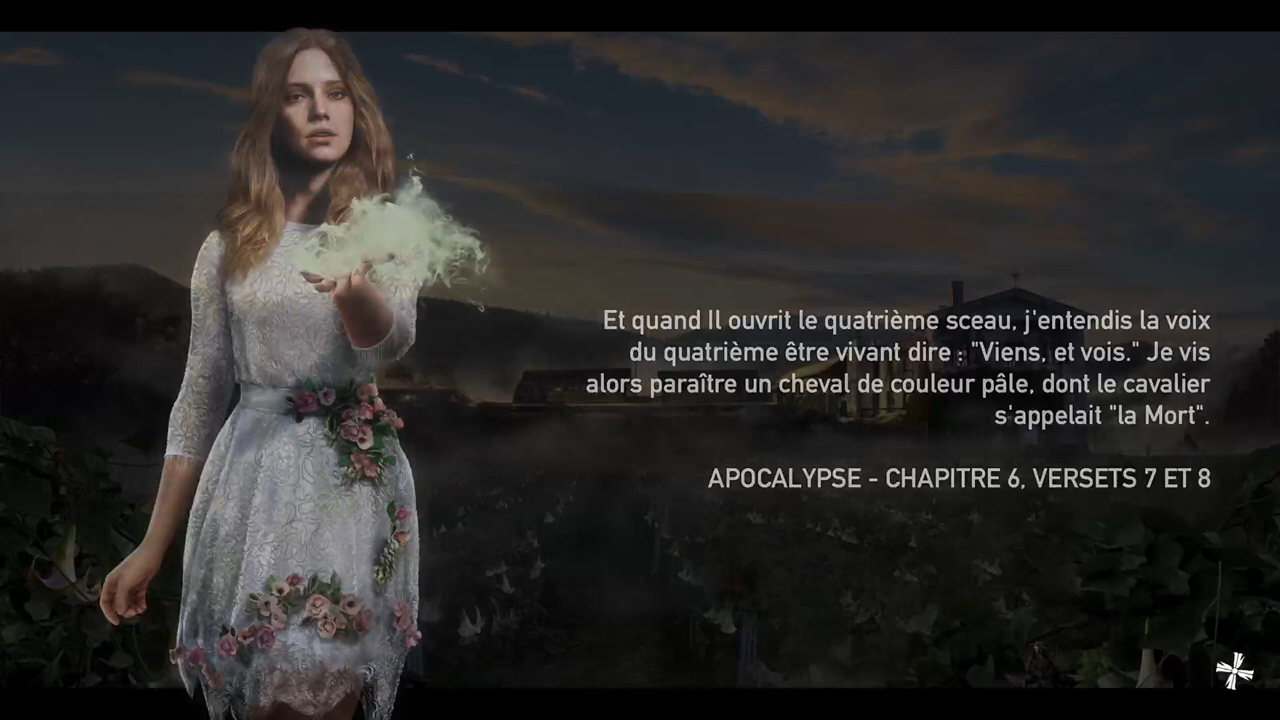 Et quand Il ouvrit le quatrième sceau, j'entendis la voix
du quatrième être vivant dire : "Viens, et vois." Je vis
alors paraître un cheval de couleur pâle, dont le cavalier
s'appelait "la Mort".
APOCALYPSE - CHAPITRE 6, VERSETS 7 ET 8